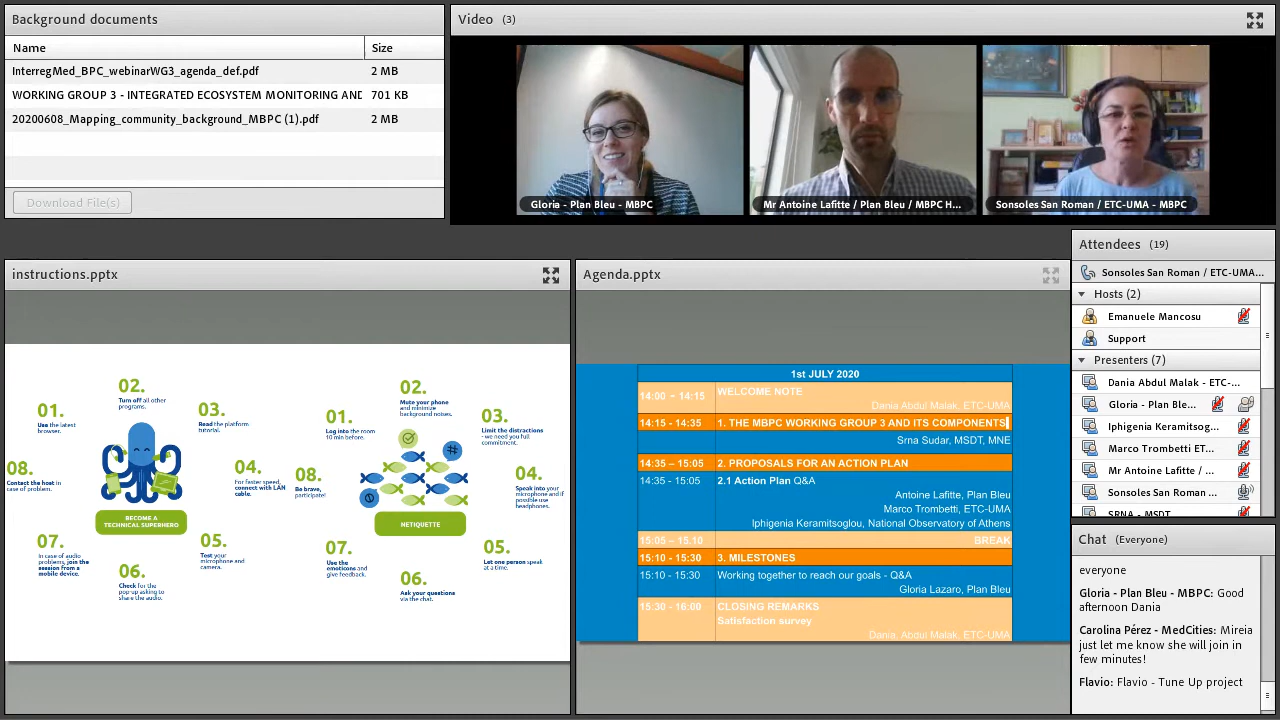 Background documents
Name
Size
InterregMed_BPC_webinarWG3_agenda_def.pdf
2 MB
WORKING GROUP 3 - INTEGRATED ECOSYSTEM MONITORING AND
701 KB
20200608_Mapping_community_background_MBPC (1).pdf
2 MB
Download File(s)
Video (3)
Gloria - Plan Bleu - MBPC
Mr Antoine Lafitte / Plan Bleu / MBPC H...
Sonsoles San Roman / ETC-UMA - MBPC
instructions.pptx
01.
Use the latest
browser.
02.
Turn off all other
programs.
03.
Read the platform
tutorial.
04.
For faster speed,
connect with LAN
cable.
05.
Test your
microphone and
camera.
06.
Check for the
pop-up asking to
share the audio.
07.
In case of audio
problems, join the
session from a
mobile device.
08.
Contact the host in
case of problem.
BECOME A
TECHNICAL SUPERHERO
01.
Log into the room
10 min before.
02.
Mute your phone
and minimize
background noises.
03.
Limit the distractions
- we need you full
commitment.
04.
Speak into your
microphone and if
possible use
headphones.
05.
Let one person speak
at a time.
06.
Ask your questions
via the chat.
07.
Use the
emoticons and
give feedback.
08.
Be brave,
participate!
#
NETIQUETTE
Agenda.pptx
1st JULY 2020
14:00 - 14:15
WELCOME NOTE
Dania Abdul Malak, ETC-UMA
14:15 - 14:35
1. THE MBPC WORKING GROUP 3 AND ITS COMPONENTS
Srna Sudar, MSDT, MNE
14:35 – 15:05
2. PROPOSALS FOR AN ACTION PLAN
14:35 - 15:05
2.1 Action Plan Q&A
Antoine Lafitte, Plan Bleu
Marco Trombetti, ETC-UMA
Iphigenia Keramitsoglou, National Observatory of Athens
15:05 – 15.10
BREAK
15:10 - 15:30
3. MILESTONES
15:10 - 15:30
Working together to reach our goals - Q&A
Gloria Lazaro, Plan Bleu
15:30 - 16:00
CLOSING REMARKS
Satisfaction survey
Dania. Abdul Malak, ETC-UMA
Attendees (19)
Sonsoles San Roman / ETC-UMA...
Hosts (2)
Emanuele Mancosu
Support
Presenters (7)
Dania Abdul Malak - ETC-...
Gloria - Plan Ble...
Iphigenia Keramitsog...
Marco Trombetti ET...
Mr Antoine Lafitte / ...
Sonsoles San Roman ...
SRNA - MSDT
Chat (Everyone)
everyone
Gloria - Plan Bleu - MBPC: Good
afternoon Dania
Carolina Pérez - MedCities: Mireia
just let me know she will join in
few minutes!
Flavio: Flavio - Tune Up project